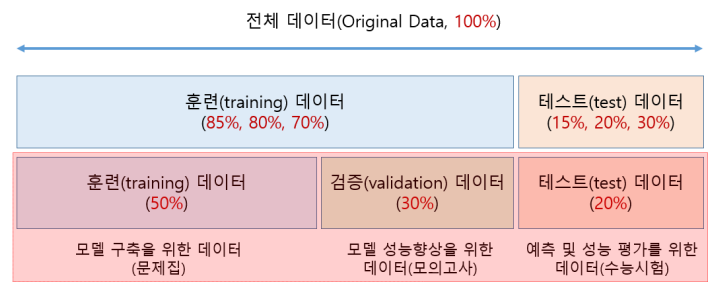 전체 데이터(Original Data, 100%)
훈련(training) 데이터
(85%, 80%, 70%)
테스트(test) 데이터
(15%, 20%, 30%)
훈련(training) 데이터
(50%)
검증(validation) 데이터
(30%)
테스트(test) 데이터
(20%)
모델 구축을 위한 데이터
(문제집)
모델 성능향상을 위한
데이터(모의고사)
예측 및 성능 평가를 위한
데이터(수능시험)